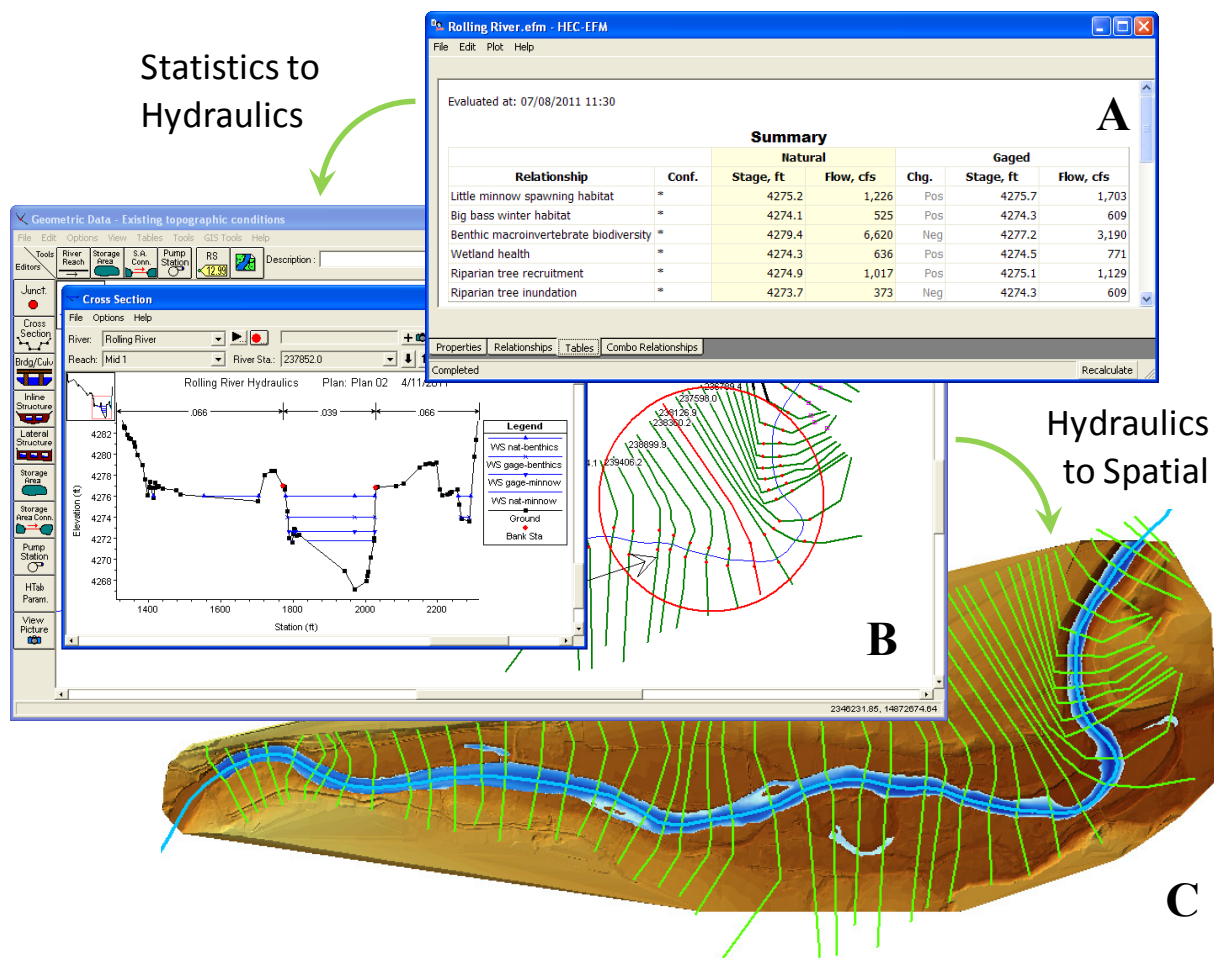 Statistics to
Hydraulics
Rolling River.efm - HEC-EFM
File Edit Plot Help
Evaluated at: 07/08/2011 11:30
A
Summary
Natural Gaged
Relationship Conf. Stage, ft Flow, cfs Chg. Stage, ft Flow, cfs
Little minnow spawning habitat * 4275.2 1,226 Pos 4275.7 1,703
Big bass winter habitat * 4274.1 525 Pos 4274.3 609
Benthic macroinvertebrate biodiversity * 4279.4 6,620 Neg 4277.2 3,190
Wetland health * 4274.3 636 Pos 4274.5 771
Riparian tree recruitment * 4274.9 1,017 Pos 4275.1 1,129
Riparian tree inundation * 4273.7 373 Neg 4274.3 609
Properties Relationships Tables Combo Relationships
Completed Recalculate
Geometric Data - Existing topographic conditions
File Edit Options View Tables Tools GIS Tools Help
Tools
Editors
River
Reach
Storage
Area
S.A.
Conn.
Pump
Station
RS
12.99
Description :
Junct.
Cross
Section
Brdg/Culv
Inline
Structure
Lateral
Structure
Storage
Area
Storage
Area Conn.
Pump
Station
HTab
Param.
View
Picture
Cross Section
File Options Help
River: Rolling River
Reach: Mid 1 River Sta.: 237852.0
Rolling River Hydraulics Plan: Plan 02
.066 .039 .066
Legend
WS nat-benthics
WS gage-benthics
WS gage-minnow
WS nat-minnow
Ground
Bank Sta
Elevation (ft)
4282
4280
4278
4276
4274
4272
4270
4268
1400 1600 1800 2000 2200
Station (ft)
237598.0
238899.9
239406.2
B
2346231.85, 14872674.64
Hydraulics
to Spatial
C